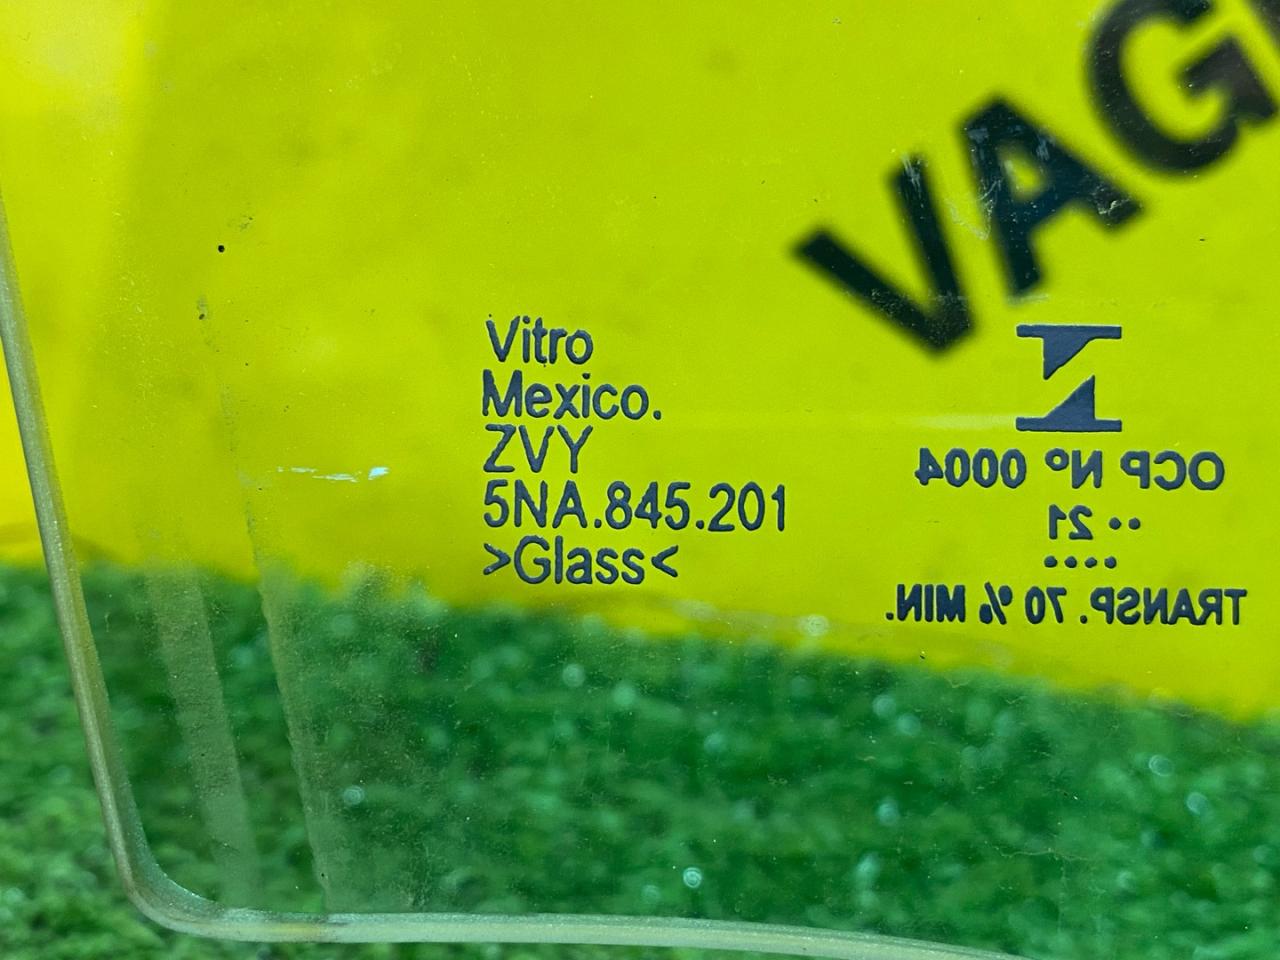 VAG
Vitro
Mexico.
ZVY
5NA.845.201
>Glass<
OCP Nº 0004
.. 21
....
TRANSP. 70% MIN.